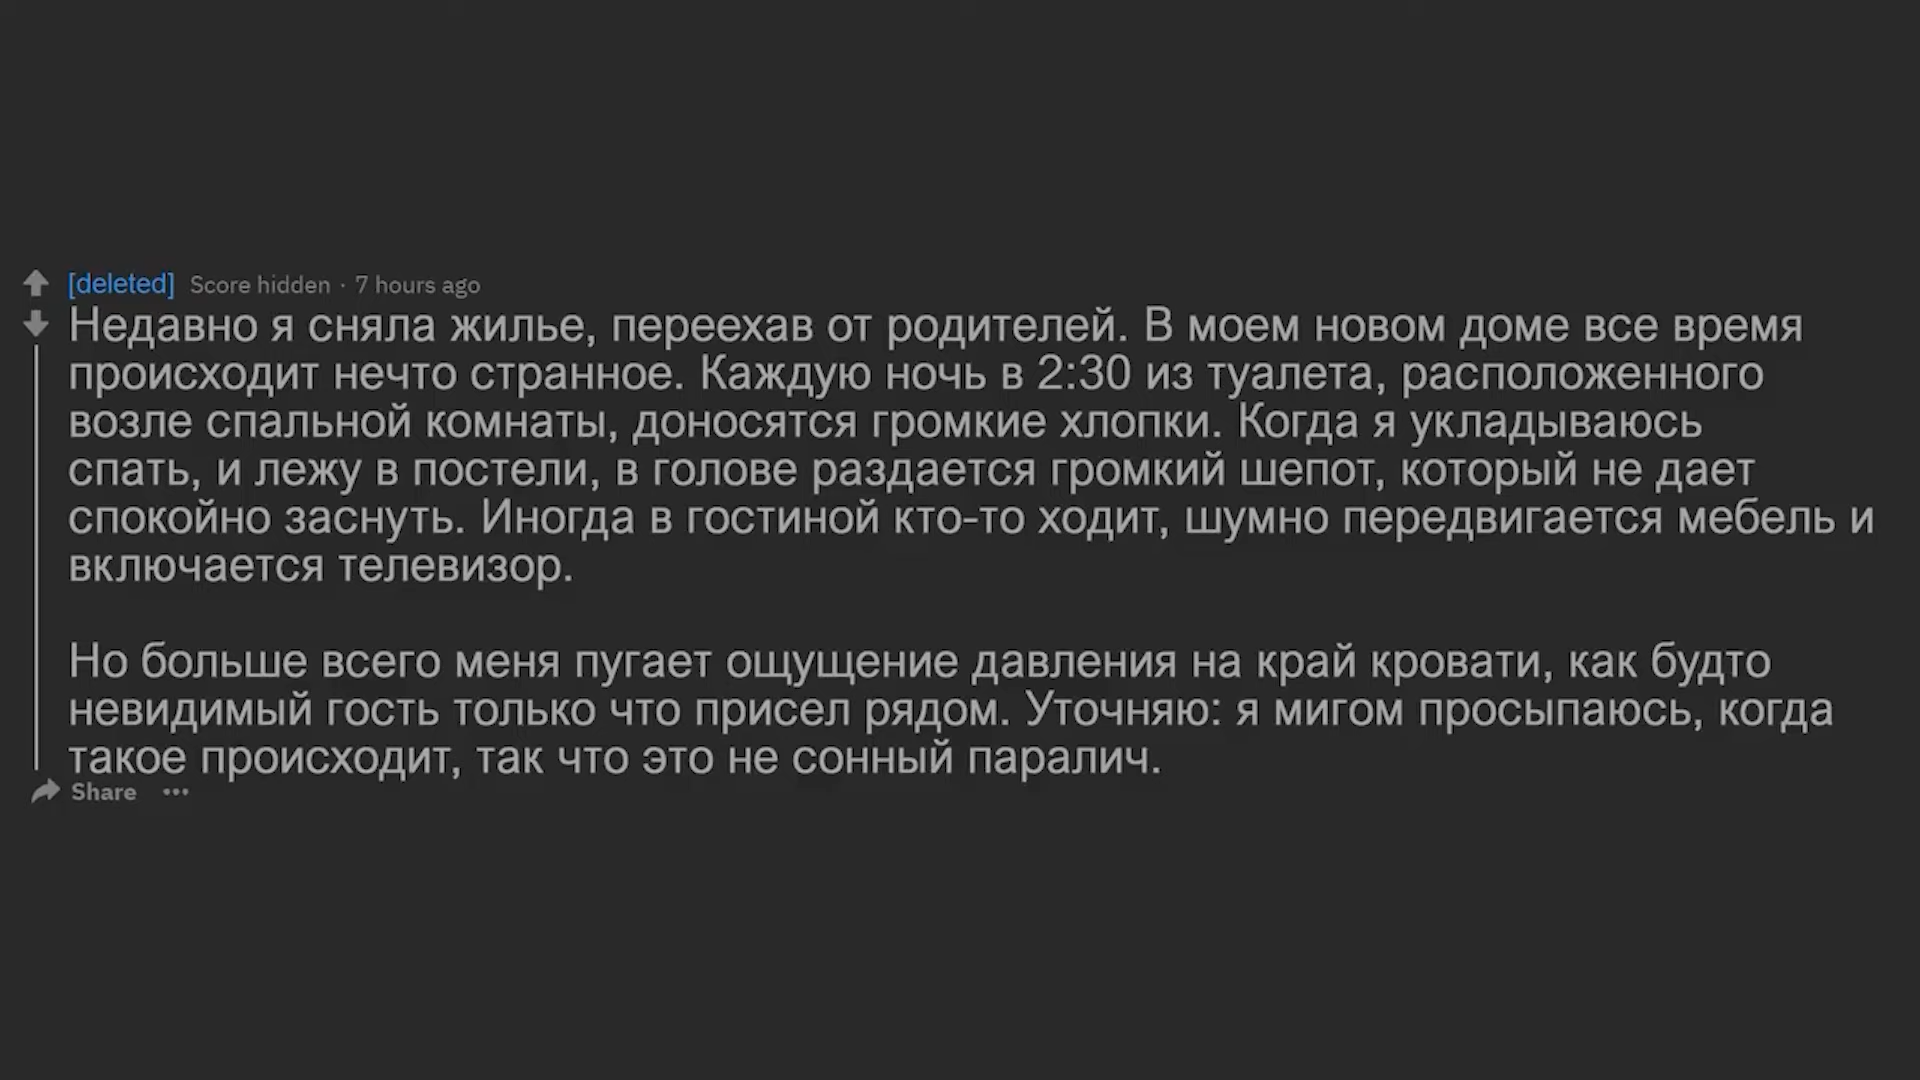 [deleted] Score hidden · 7 hours ago
Недавно я сняла жилье, переехав от родителей. В моем новом доме все время
происходит нечто странное. Каждую ночь в 2:30 из туалета, расположенного
возле спальной комнаты, доносятся громкие хлопки. Когда я укладываюсь
спать, и лежу в постели, в голове раздается громкий шепот, который не дает
спокойно заснуть. Иногда в гостиной кто-то ходит, шумно передвигается мебель и
включается телевизор.
Но больше всего меня пугает ощущение давления на край кровати, как будто
невидимый гость только что присел рядом. Уточняю: я мигом просыпаюсь, когда
такое происходит, так что это не сонный паралич.
Share ...